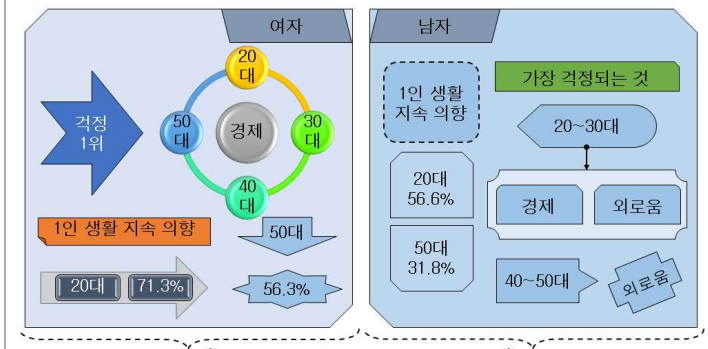 여자
걱정
1위
20
대
50
대
경제
30
대
40
대
1인 생활 지속 의향
50대
20대
71.3%
56.3%
남자
1인 생활
지속 의향
가장 걱정되는 것
20~30대
20대
56.6%
경제
외로움
50대
31.8%
40~50대
외로움